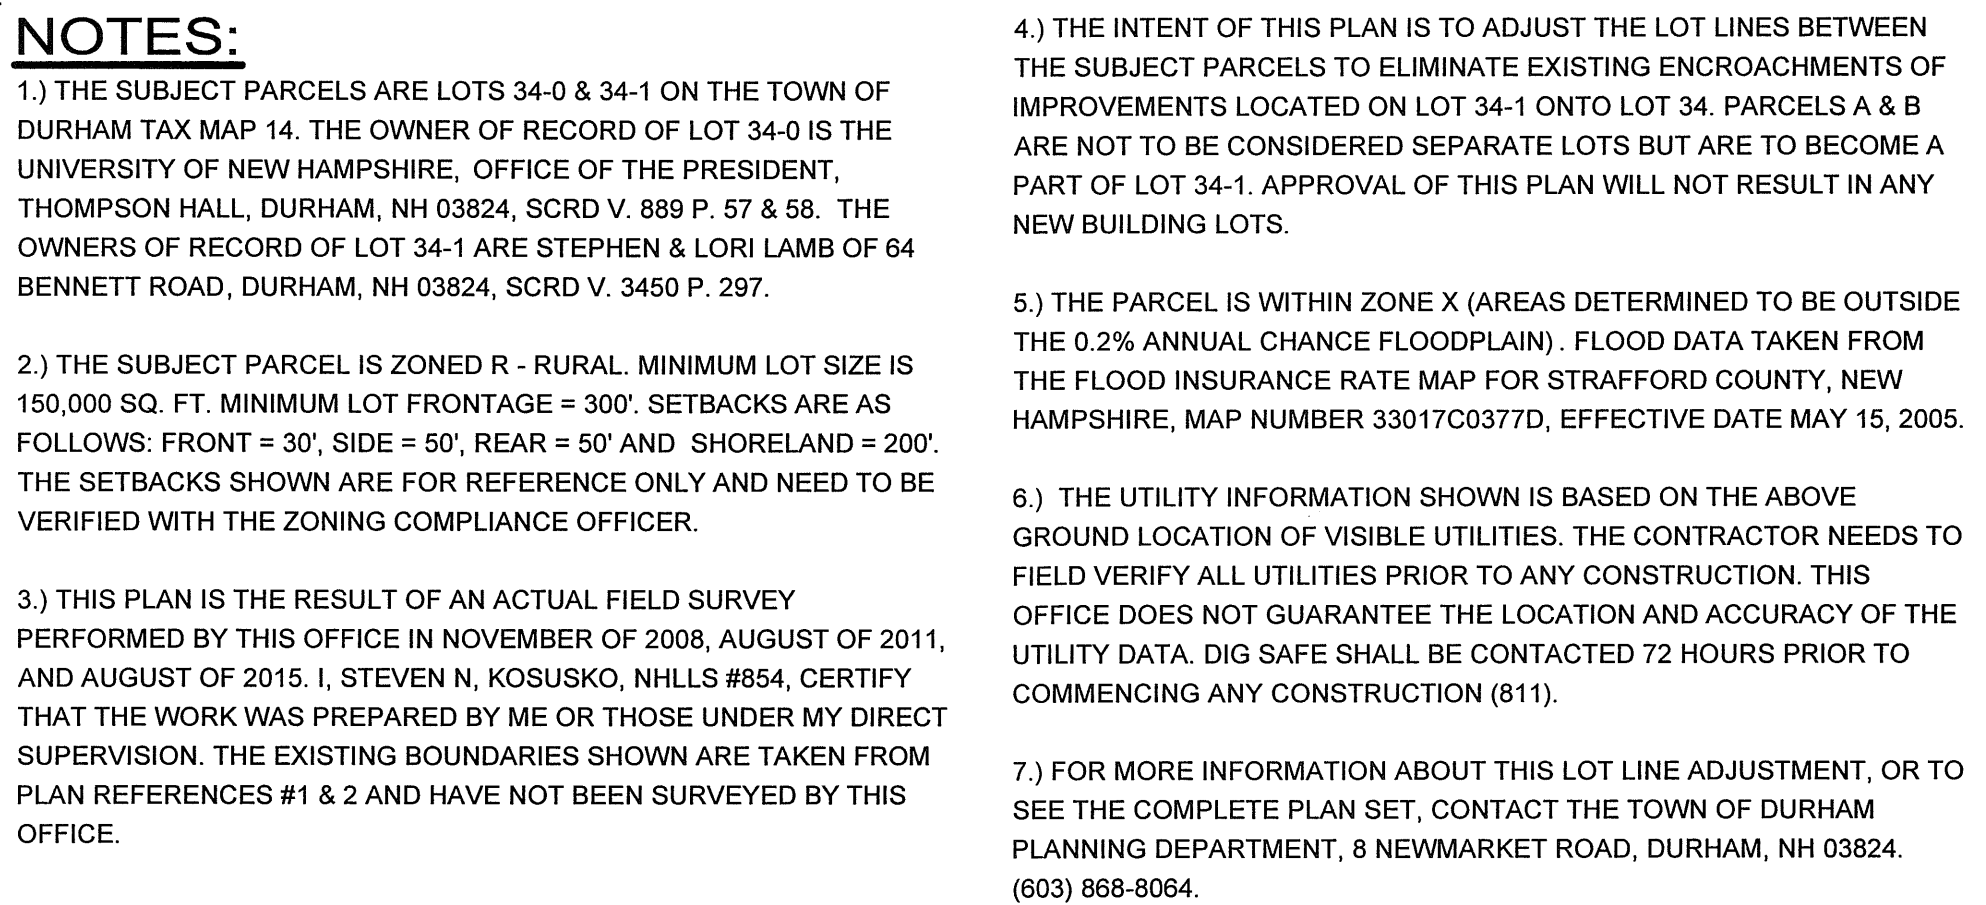 NOTES:
1.) THE SUBJECT PARCELS ARE LOTS 34-0 & 34-1 ON THE TOWN OF
DURHAM TAX MAP 14. THE OWNER OF RECORD OF LOT 34-0 IS THE
UNIVERSITY OF NEW HAMPSHIRE, OFFICE OF THE PRESIDENT,
THOMPSON HALL, DURHAM, NH 03824, SCRD V. 889 P. 57 & 58. THE
OWNERS OF RECORD OF LOT 34-1 ARE STEPHEN & LORI LAMB OF 64
BENNETT ROAD, DURHAM, NH 03824, SCRD V. 3450 P. 297.
2.) THE SUBJECT PARCEL IS ZONED R - RURAL. MINIMUM LOT SIZE IS
150,000 SQ. FT. MINIMUM LOT FRONTAGE = 300'. SETBACKS ARE AS
FOLLOWS: FRONT = 30', SIDE = 50', REAR = 50' AND SHORELAND = 200'.
THE SETBACKS SHOWN ARE FOR REFERENCE ONLY AND NEED TO BE
VERIFIED WITH THE ZONING COMPLIANCE OFFICER.
3.) THIS PLAN IS THE RESULT OF AN ACTUAL FIELD SURVEY
PERFORMED BY THIS OFFICE IN NOVEMBER OF 2008, AUGUST OF 2011,
AND AUGUST OF 2015. I, STEVEN N, KOSUSKO, NHLLS #854, CERTIFY
THAT THE WORK WAS PREPARED BY ME OR THOSE UNDER MY DIRECT
SUPERVISION. THE EXISTING BOUNDARIES SHOWN ARE TAKEN FROM
PLAN REFERENCES #1 & 2 AND HAVE NOT BEEN SURVEYED BY THIS
OFFICE.
4.) THE INTENT OF THIS PLAN IS TO ADJUST THE LOT LINES BETWEEN
THE SUBJECT PARCELS TO ELIMINATE EXISTING ENCROACHMENTS OF
IMPROVEMENTS LOCATED ON LOT 34-1 ONTO LOT 34. PARCELS A & B
ARE NOT TO BE CONSIDERED SEPARATE LOTS BUT ARE TO BECOME A
PART OF LOT 34-1. APPROVAL OF THIS PLAN WILL NOT RESULT IN ANY
NEW BUILDING LOTS.
5.) THE PARCEL IS WITHIN ZONE X (AREAS DETERMINED TO BE OUTSIDE
THE 0.2% ANNUAL CHANCE FLOODPLAIN). FLOOD DATA TAKEN FROM
THE FLOOD INSURANCE RATE MAP FOR STRAFFORD COUNTY, NEW
HAMPSHIRE, MAP NUMBER 33017C0377D, EFFECTIVE DATE MAY 15, 2005.
6.) THE UTILITY INFORMATION SHOWN IS BASED ON THE ABOVE
GROUND LOCATION OF VISIBLE UTILITIES. THE CONTRACTOR NEEDS TO
FIELD VERIFY ALL UTILITIES PRIOR TO ANY CONSTRUCTION. THIS
OFFICE DOES NOT GUARANTEE THE LOCATION AND ACCURACY OF THE
UTILITY DATA. DIG SAFE SHALL BE CONTACTED 72 HOURS PRIOR TO
COMMENCING ANY CONSTRUCTION (811).
7.) FOR MORE INFORMATION ABOUT THIS LOT LINE ADJUSTMENT, OR TO
SEE THE COMPLETE PLAN SET, CONTACT THE TOWN OF DURHAM
PLANNING DEPARTMENT, 8 NEWMARKET ROAD, DURHAM, NH 03824.
(603) 868-8064.